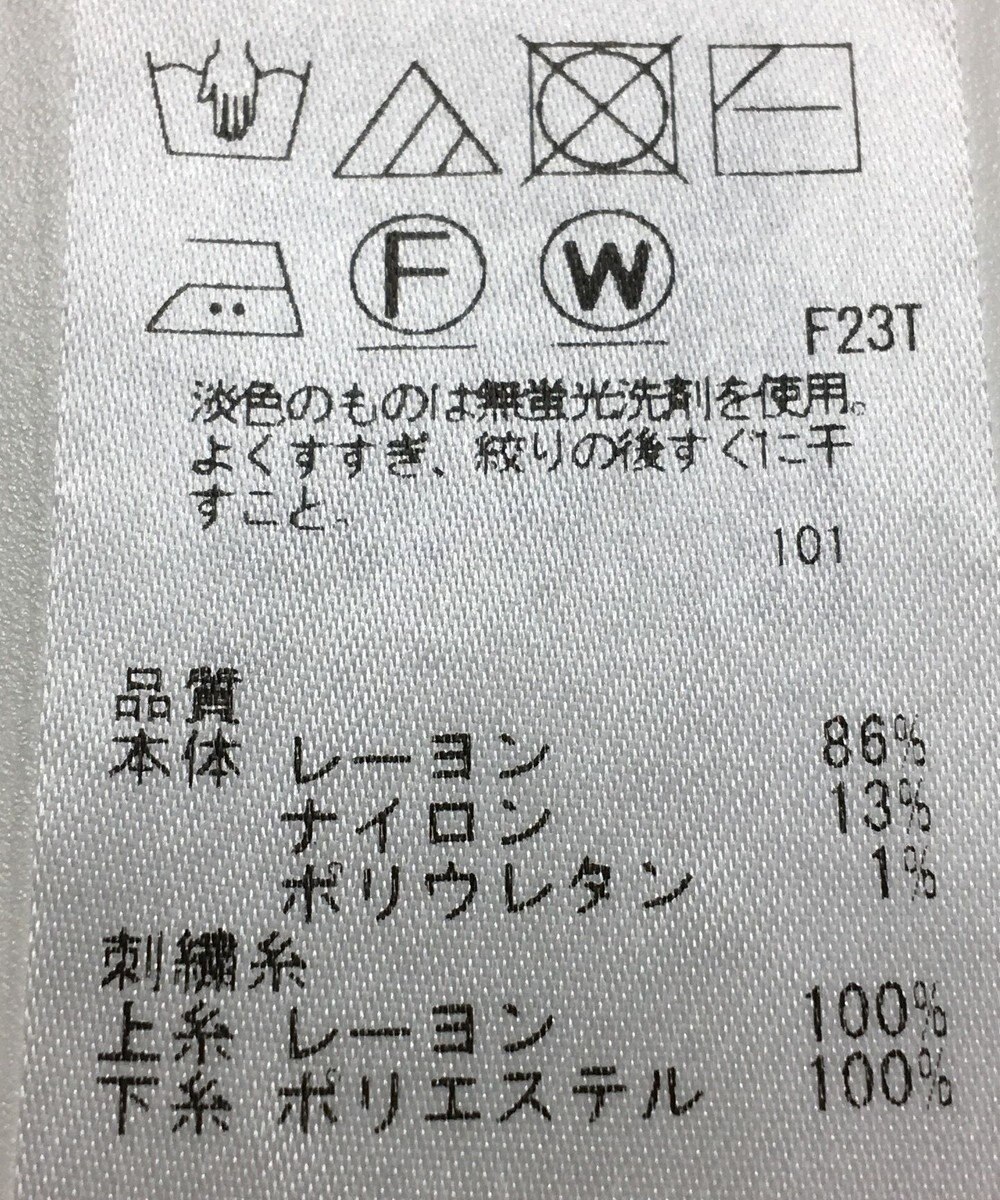 F W
F23T
淡色のものは無蛍光洗剤を使用。
よくすすぎ、絞りの後すぐに干
すこと。
101
品質
本体 レーヨン 86%
ナイロン 13%
ポリウレタン 1%
刺繍糸
上糸 レーヨン 100%
下糸 ポリエステル 100%